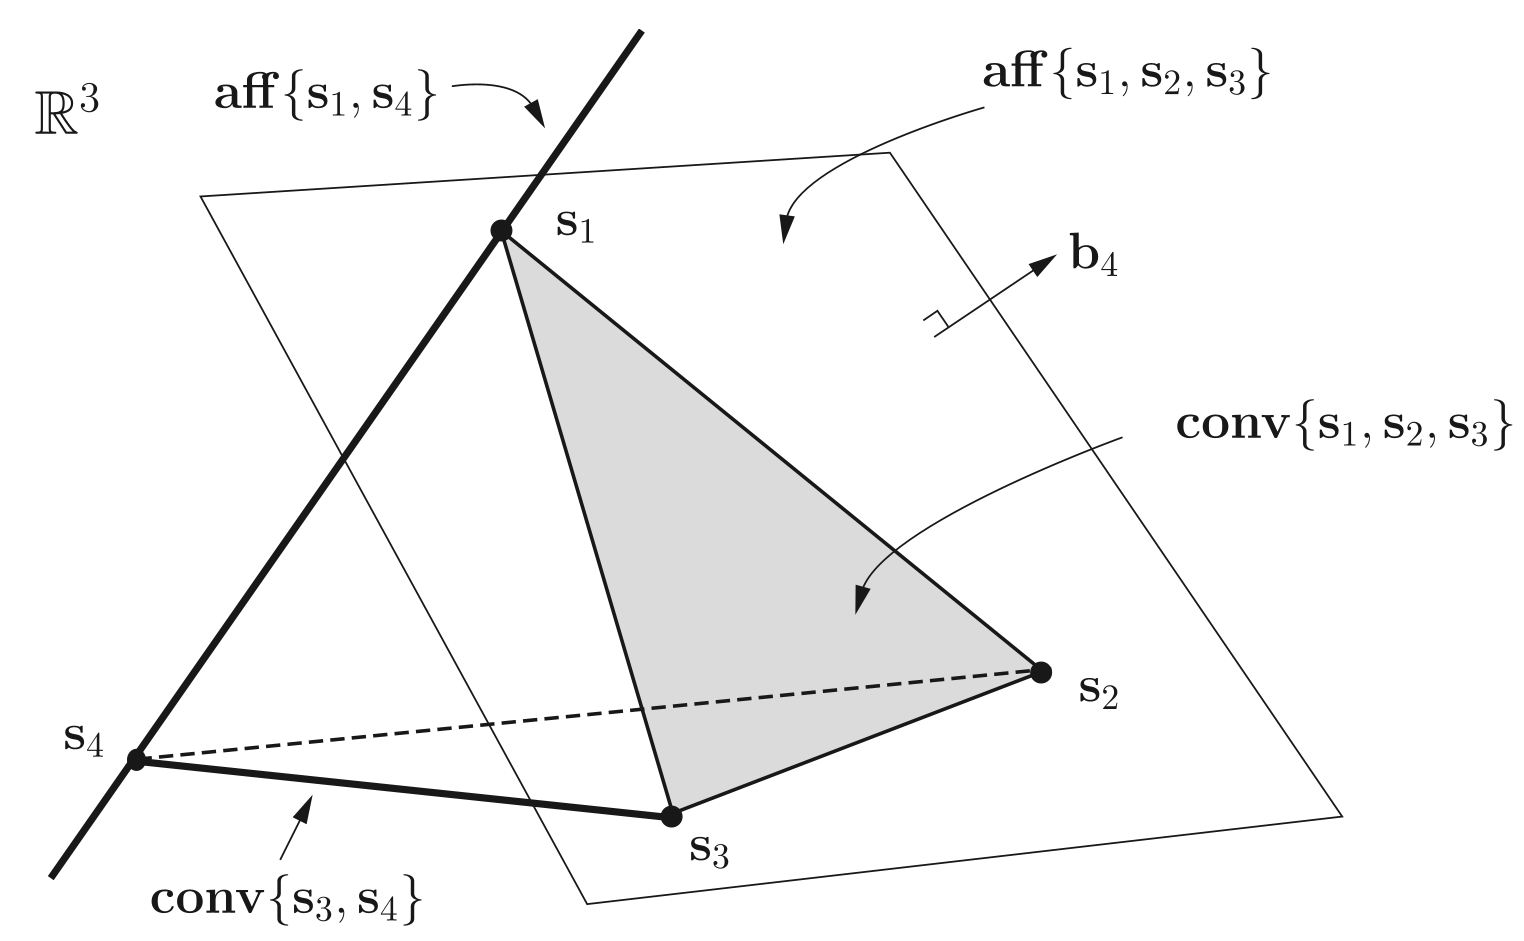 ℝ³
aff{s₁, s₄}
aff{s₁, s₂, s₃}
s₁
b₄
conv{s₁, s₂, s₃}
s₂
s₄
s₃
conv{s₃, s₄}